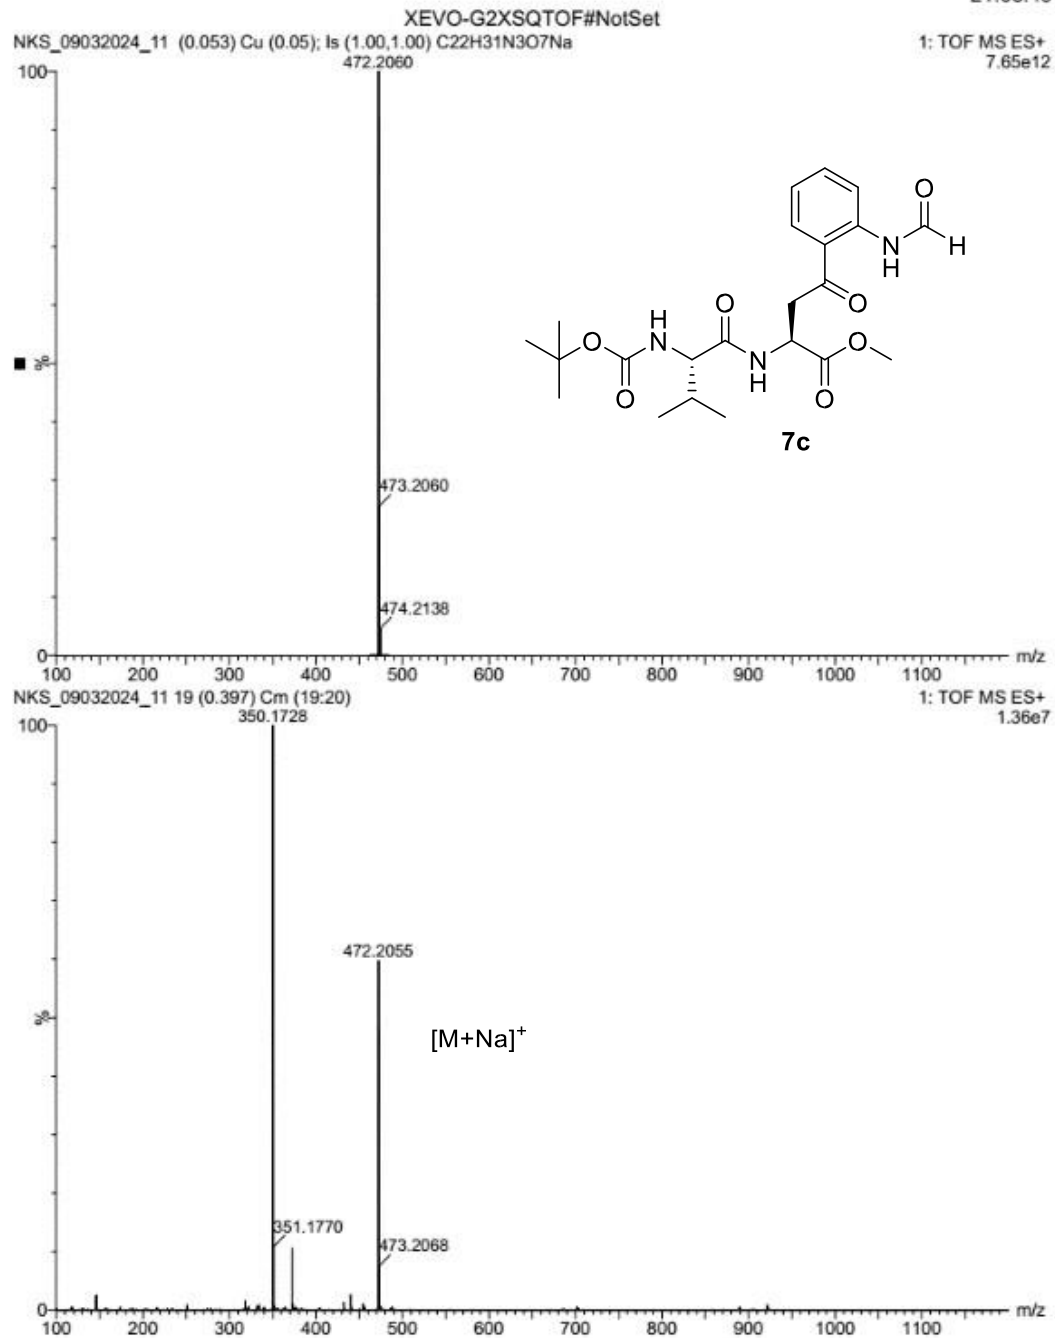 XEVO-G2XSQTOF#NotSet
NKS_09032024_11 (0.053) Cu (0.05); Is (1.00,1.00) C22H31N3O7Na
1: TOF MS ES+
472.2060
7.65e12
100
%
473.2060
474.2138
0
100 200 300 400 500 600 700 800 900 1000 1100
m/z
O
N
H
H
O
O
H
N
O
O
O
N
H
O
O
7c
NKS_09032024_11 19 (0.397) Cm (19:20)
1: TOF MS ES+
350.1728
1.36e7
100
472.2055
[M+Na]+
%
351.1770
473.2068
0
100 200 300 400 500 600 700 800 900 1000 1100
m/z